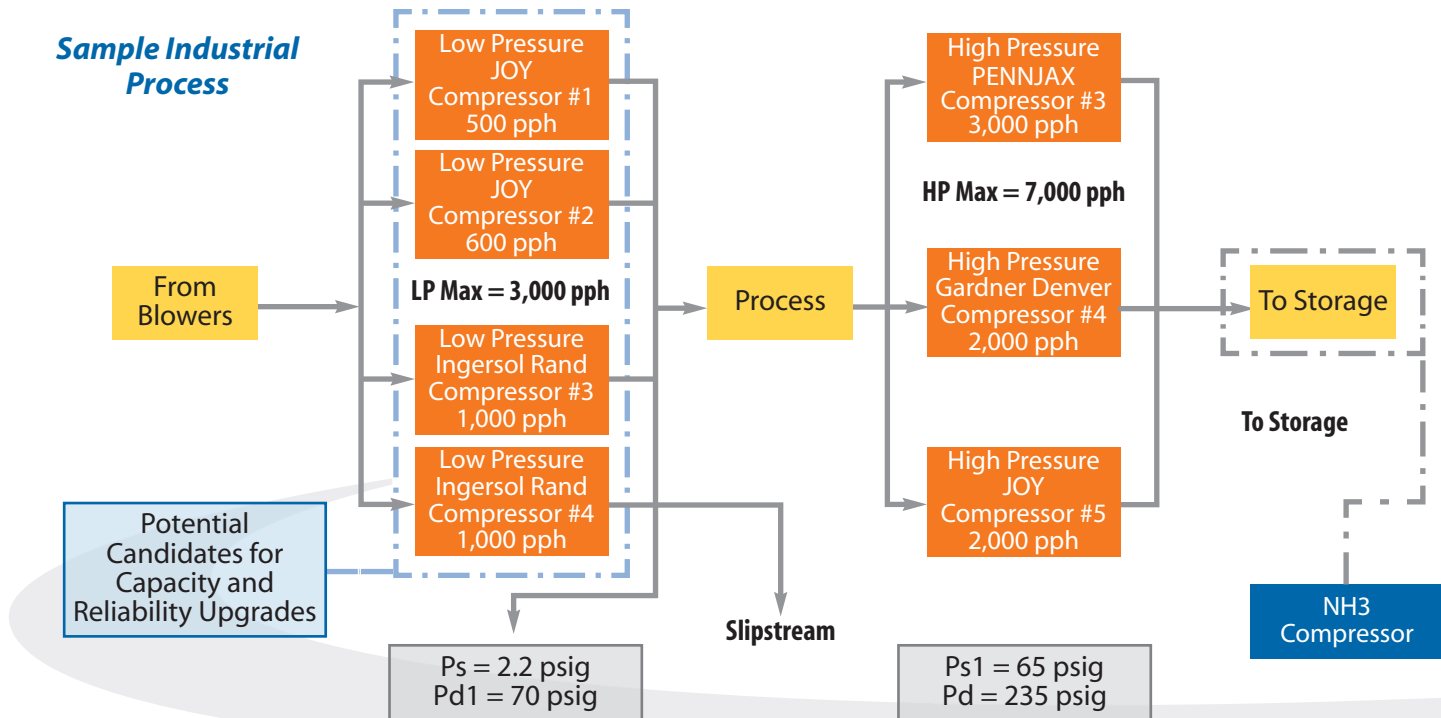 Sample Industrial
Process
Low Pressure
JOY
Compressor #1
500 pph
Low Pressure
JOY
Compressor #2
600 pph
LP Max = 3,000 pph
Low Pressure
Ingersol Rand
Compressor #3
1,000 pph
Low Pressure
Ingersol Rand
Compressor #4
1,000 pph
From
Blowers
Potential
Candidates for
Capacity and
Reliability Upgrades
Process
Slipstream
Ps = 2.2 psig
Pd1 = 70 psig
High Pressure
PENNJAX
Compressor #3
3,000 pph
HP Max = 7,000 pph
High Pressure
Gardner Denver
Compressor #4
2,000 pph
High Pressure
JOY
Compressor #5
2,000 pph
Ps1 = 65 psig
Pd = 235 psig
To Storage
To Storage
NH3
Compressor